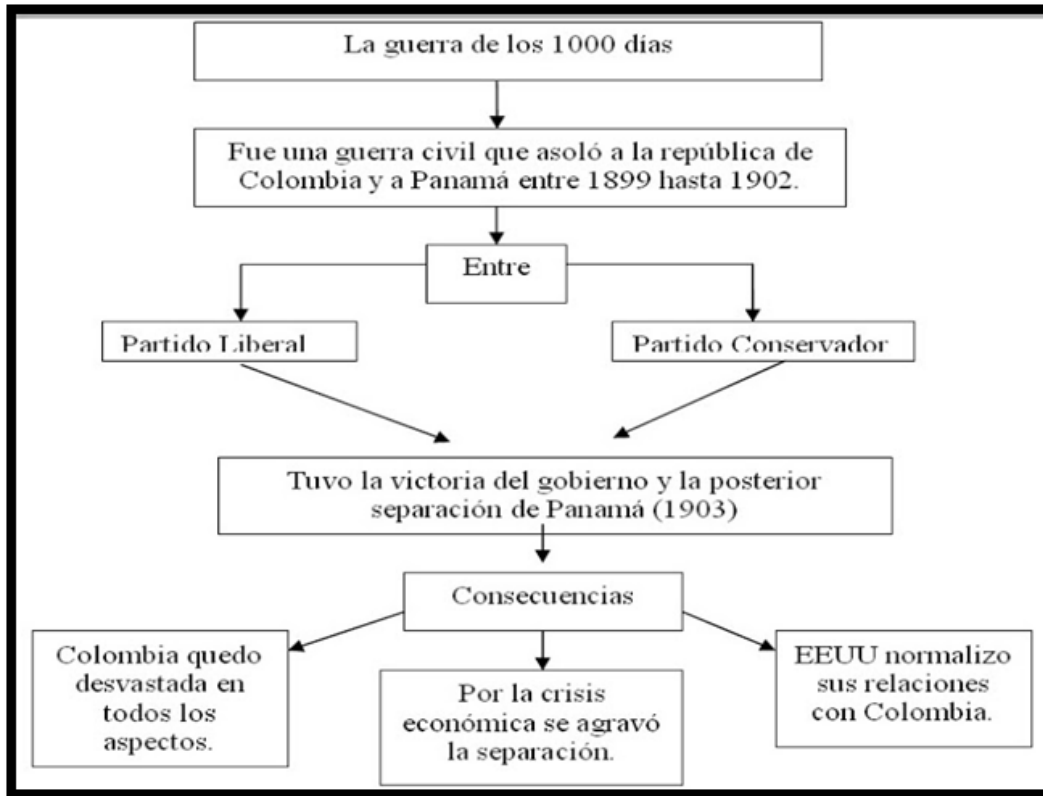 La guerra de los 1000 días
Fue una guerra civil que asoló a la república de
Colombia y a Panamá entre 1899 hasta 1902.
Entre
Partido Liberal
Partido Conservador
Tuvo la victoria del gobierno y la posterior
separación de Panamá (1903)
Consecuencias
Colombia quedo
desvastada en
todos los
aspectos.
Por la crisis
económica se agravó
la separación.
EEUU normalizo
sus relaciones
con Colombia.